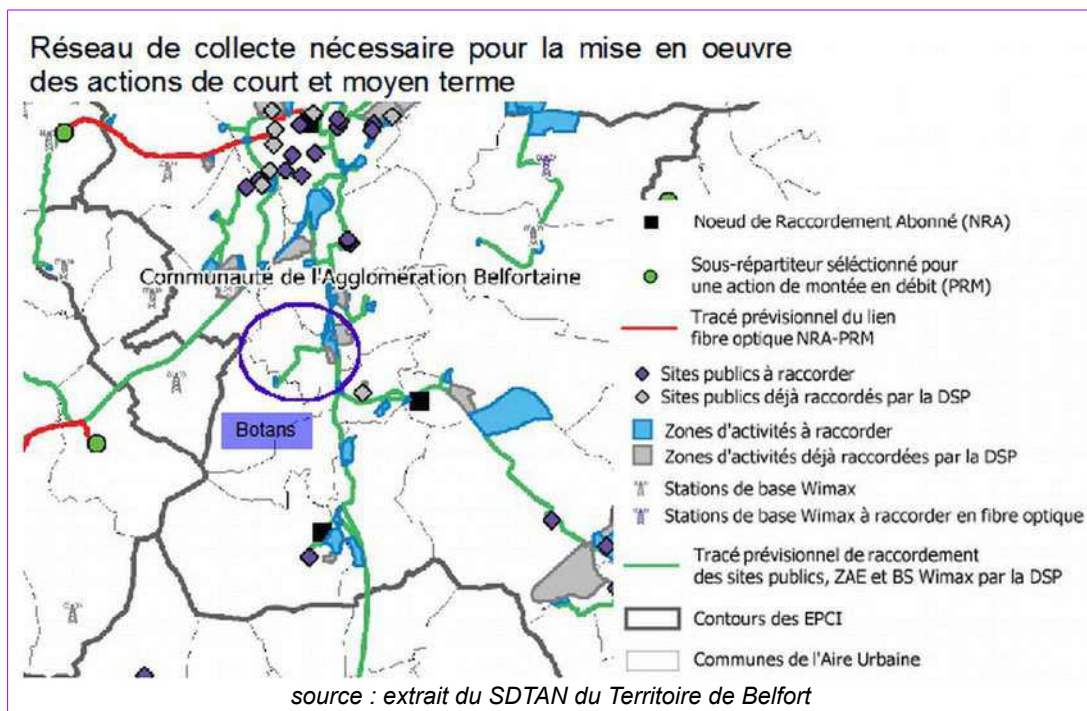 Réseau de collecte nécessaire pour la mise en oeuvre
des actions de court et moyen terme
Communauté de l'Agglomération Belfortaine
Botans
Noeud de Raccordement Abonné (NRA)
Sous-répartiteur séléctionné pour
une action de montée en débit (PRM)
Tracé prévisionnel du lien
fibre optique NRA-PRM
Sites publics à raccorder
Sites publics déjà raccordés par la DSP
Zones d'activités à raccorder
Zones d'activités déjà raccordées par la DSP
Stations de base Wimax
Stations de base Wimax à raccorder en fibre optique
Tracé prévisionnel de raccordement
des sites publics, ZAE et BS Wimax par la DSP
Contours des EPCI
Communes de l'Aire Urbaine
source : extrait du SDTAN du Territoire de Belfort